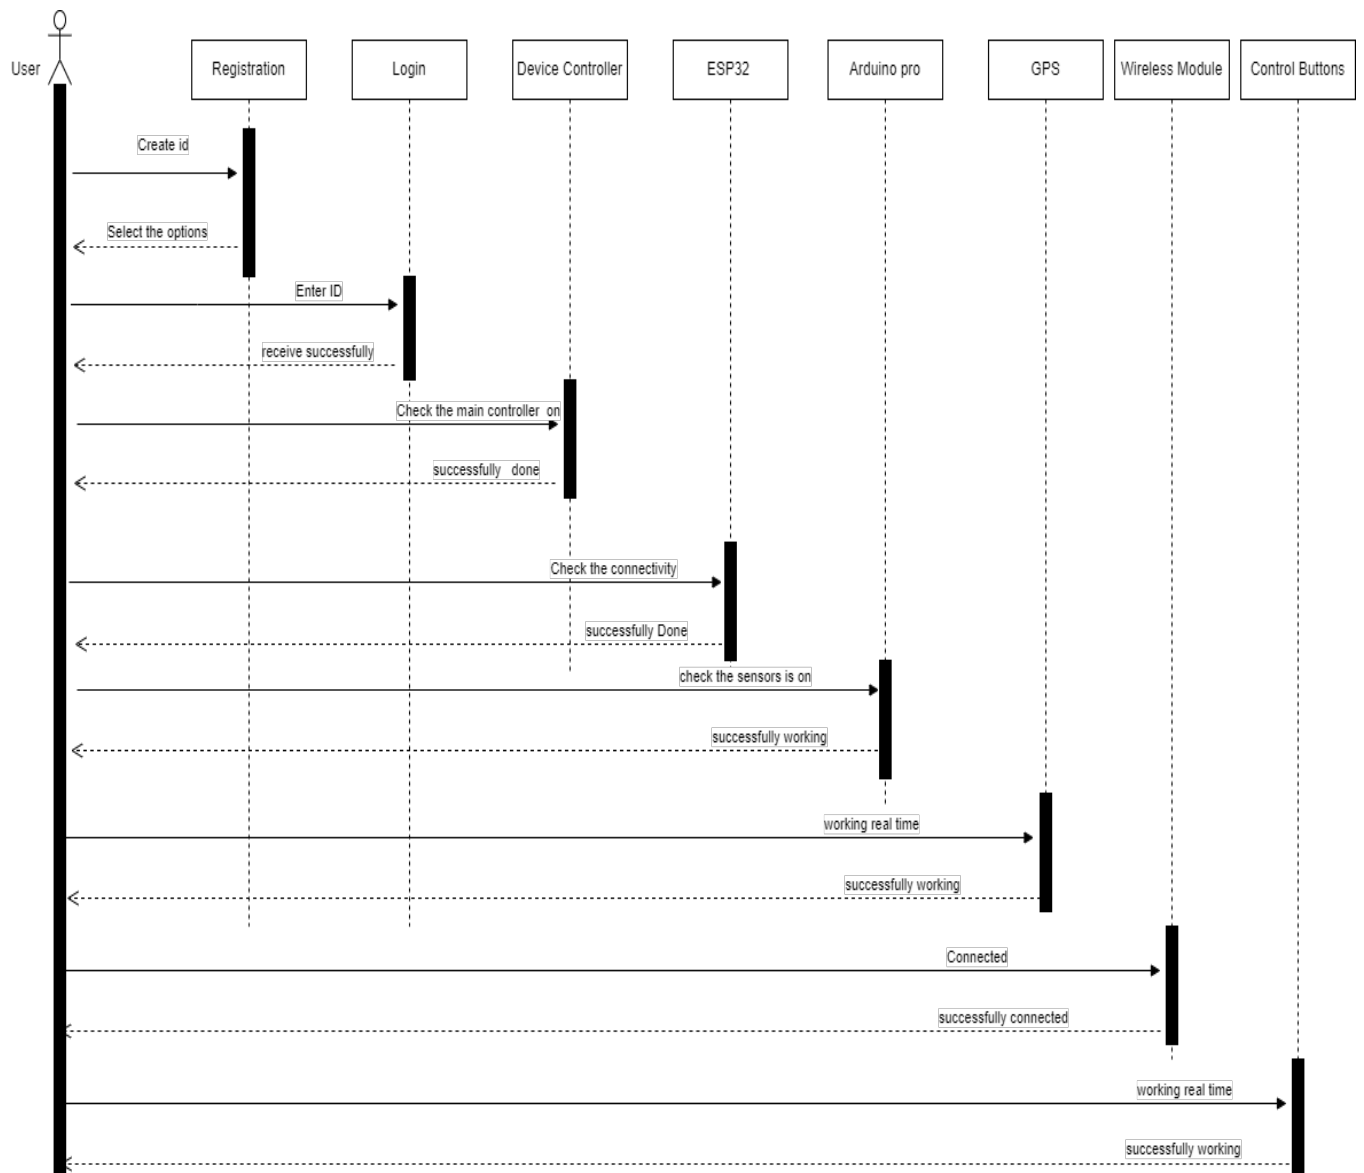 User
Registration
Login
Device Controller
ESP32
Arduino pro
GPS
Wireless Module
Control Buttons
Create id
Select the options
Enter ID
receive successfully
Check the main controller on
successfully done
Check the connectivity
successfully Done
check the sensors is on
successfully working
working real time
successfully working
Connected
successfully connected
working real time
successfully working